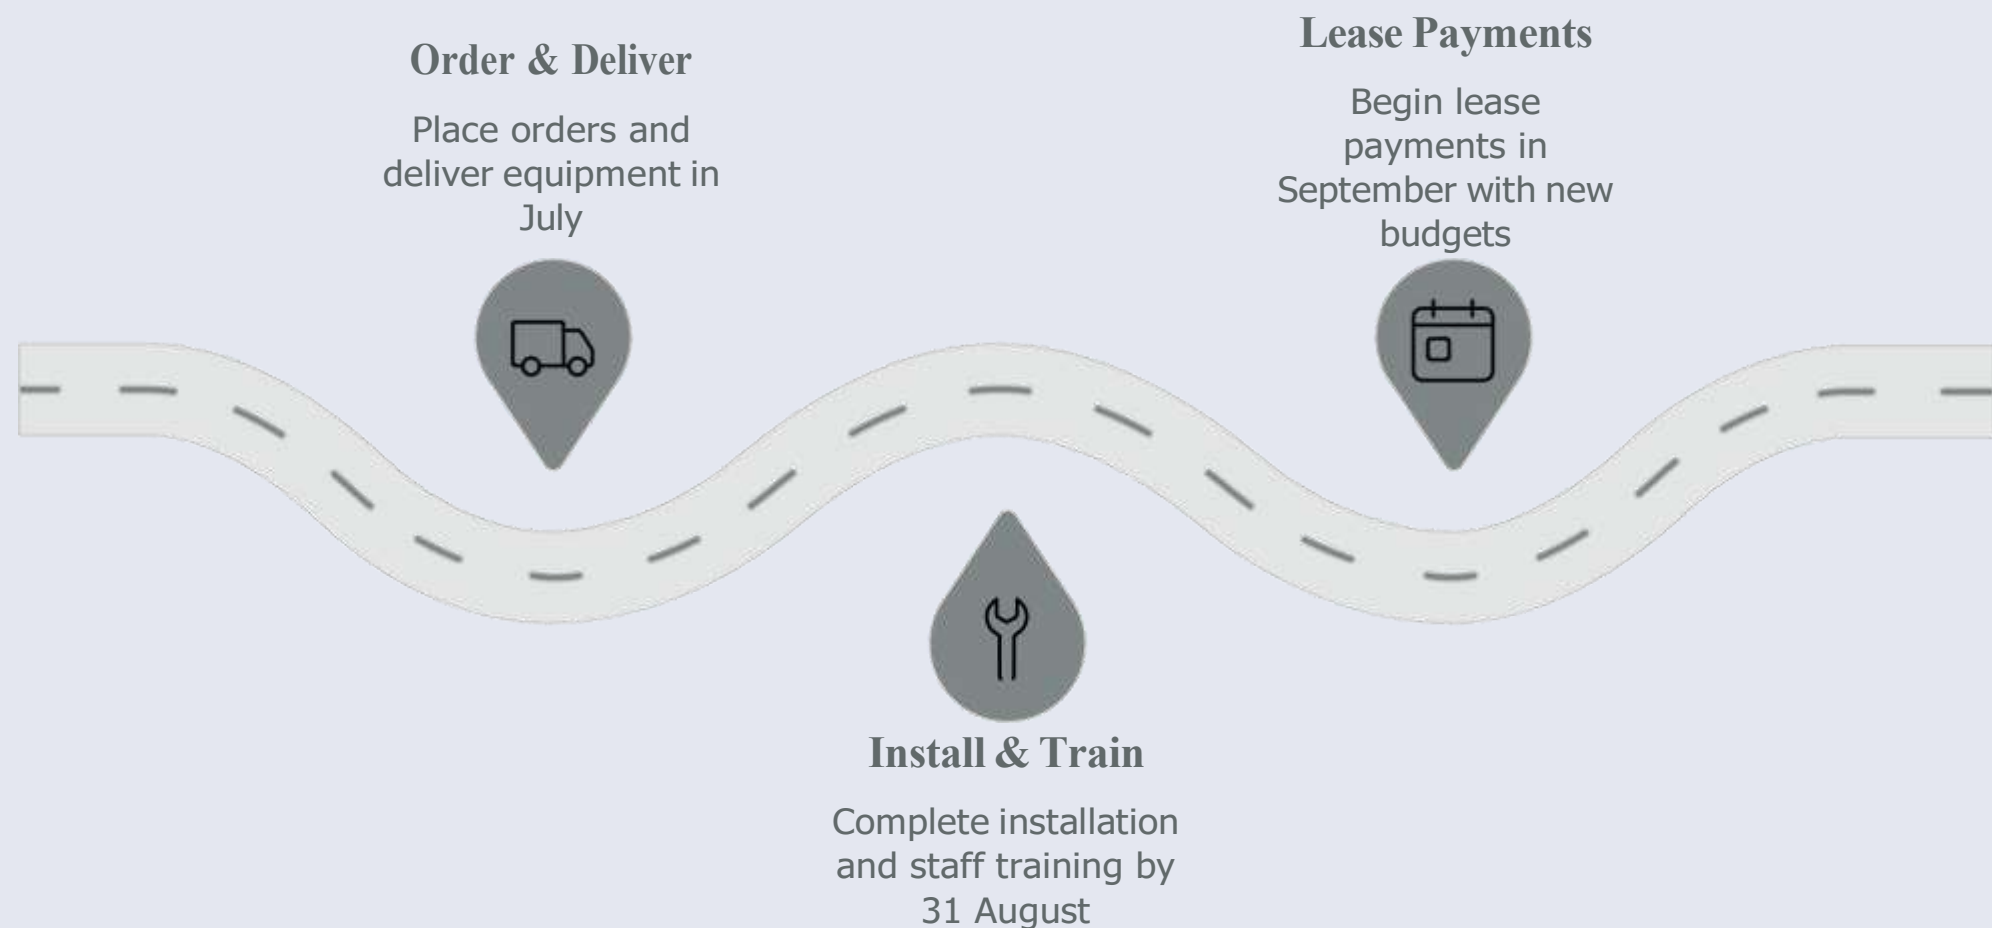 Order & Deliver
Place orders and
deliver equipment in
July
Lease Payments
Begin lease
payments in
September with new
budgets
Install & Train
Complete installation
and staff training by
31 August